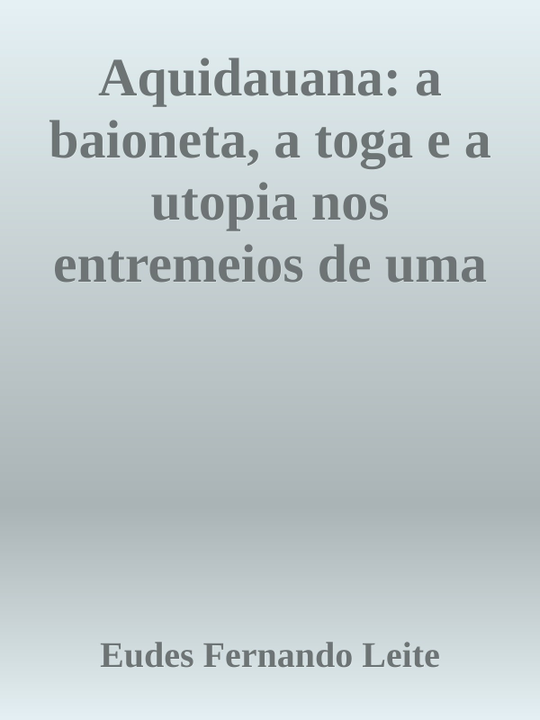 Aquidauana: a
baioneta, a toga e a
utopia nos
entremeios de uma
Eudes Fernando Leite